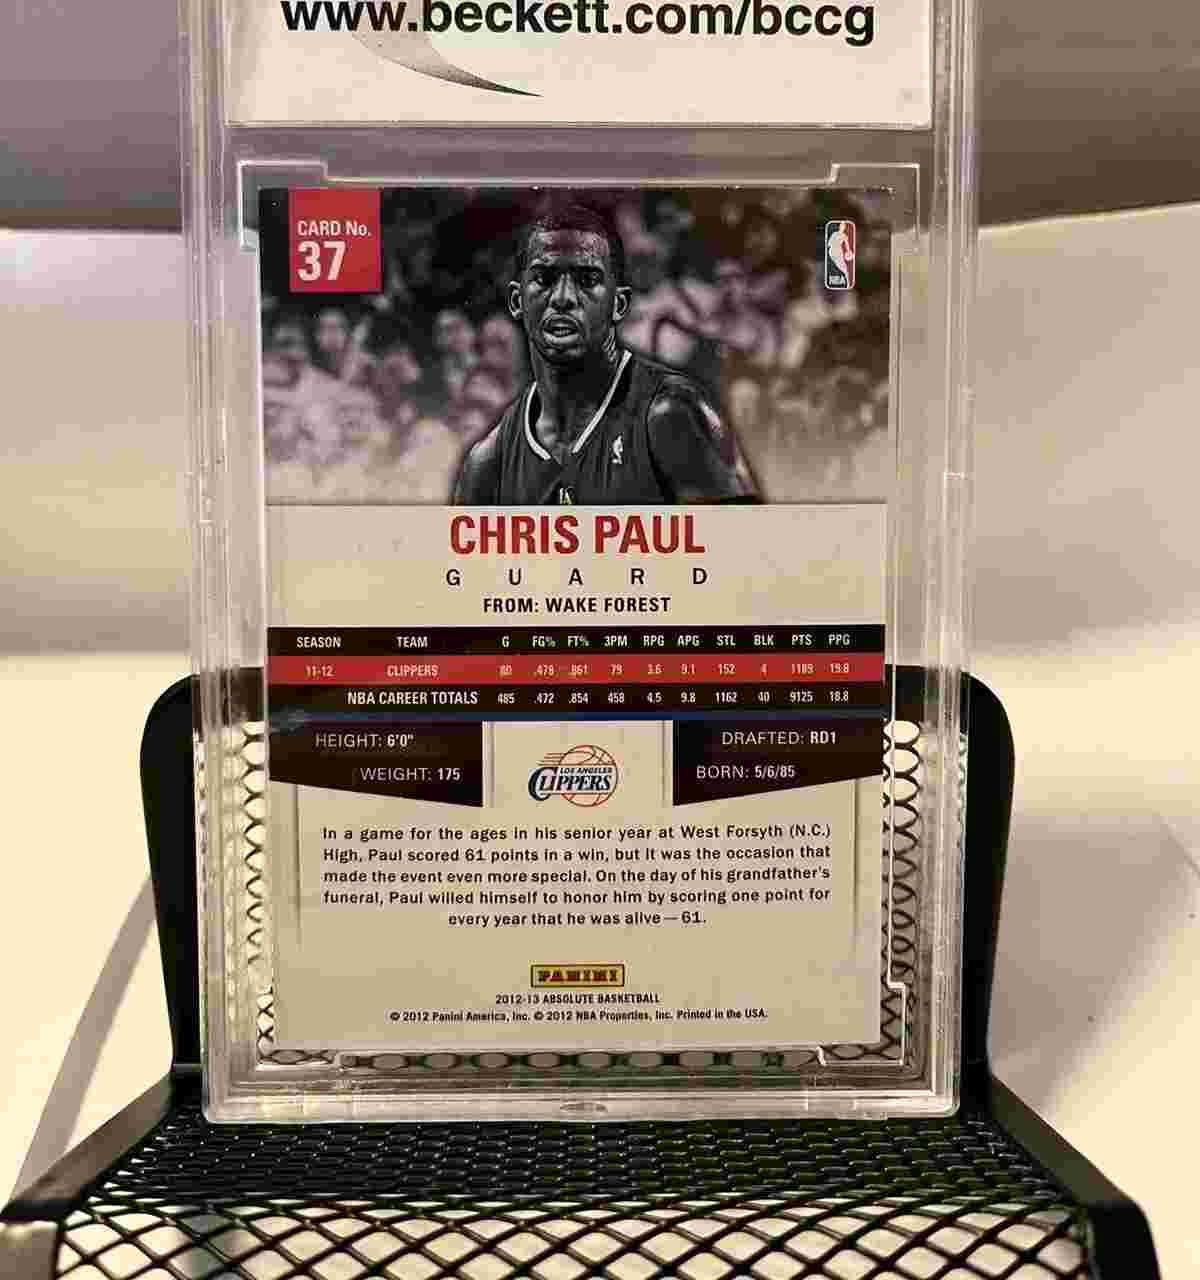 www.beckett.com/bccg
CARD No.
37
NBA
CHRIS PAUL
GUARD
FROM: WAKE FOREST
SEASON TEAM G FG% FT% 3PM RPG APG STL BLK PTS PPG
11-12 CLIPPERS 60 .478 .861 79 3.6 9.1 152 4 1189 19.8
NBA CAREER TOTALS 485 .472 .854 458 4.5 9.8 1162 40 9125 18.8
HEIGHT: 6'0" DRAFTED: RD1
WEIGHT: 175 BORN: 5/6/85
LOS ANGELES
CLIPPERS
In a game for the ages in his senior year at West Forsyth (N.C.)
High, Paul scored 61 points in a win, but it was the occasion that
made the event even more special. On the day of his grandfather's
funeral, Paul willed himself to honor him by scoring one point for
every year that he was alive — 61.
PANINI
2012-13 ABSOLUTE BASKETBALL
© 2012 Panini America, Inc. © 2012 NBA Properties, Inc. Printed in the USA.